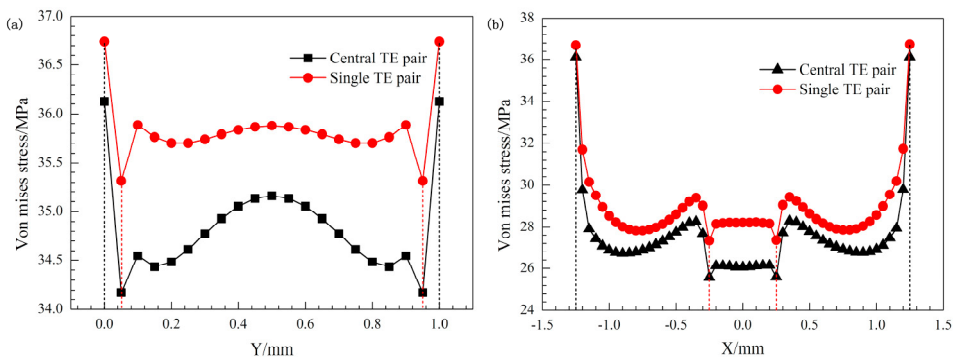 (a)
37.0
36.5
36.0
35.5
35.0
34.5
34.0
Von mises stress/MPa
Central TE pair
Single TE pair
0.0 0.2 0.4 0.6 0.8 1.0
Y/mm
(b)
38
36
34
32
30
28
26
24
Von mises stress/MPa
Central TE pair
Single TE pair
-1.5 -1.0 -0.5 0.0 0.5 1.0 1.5
X/mm